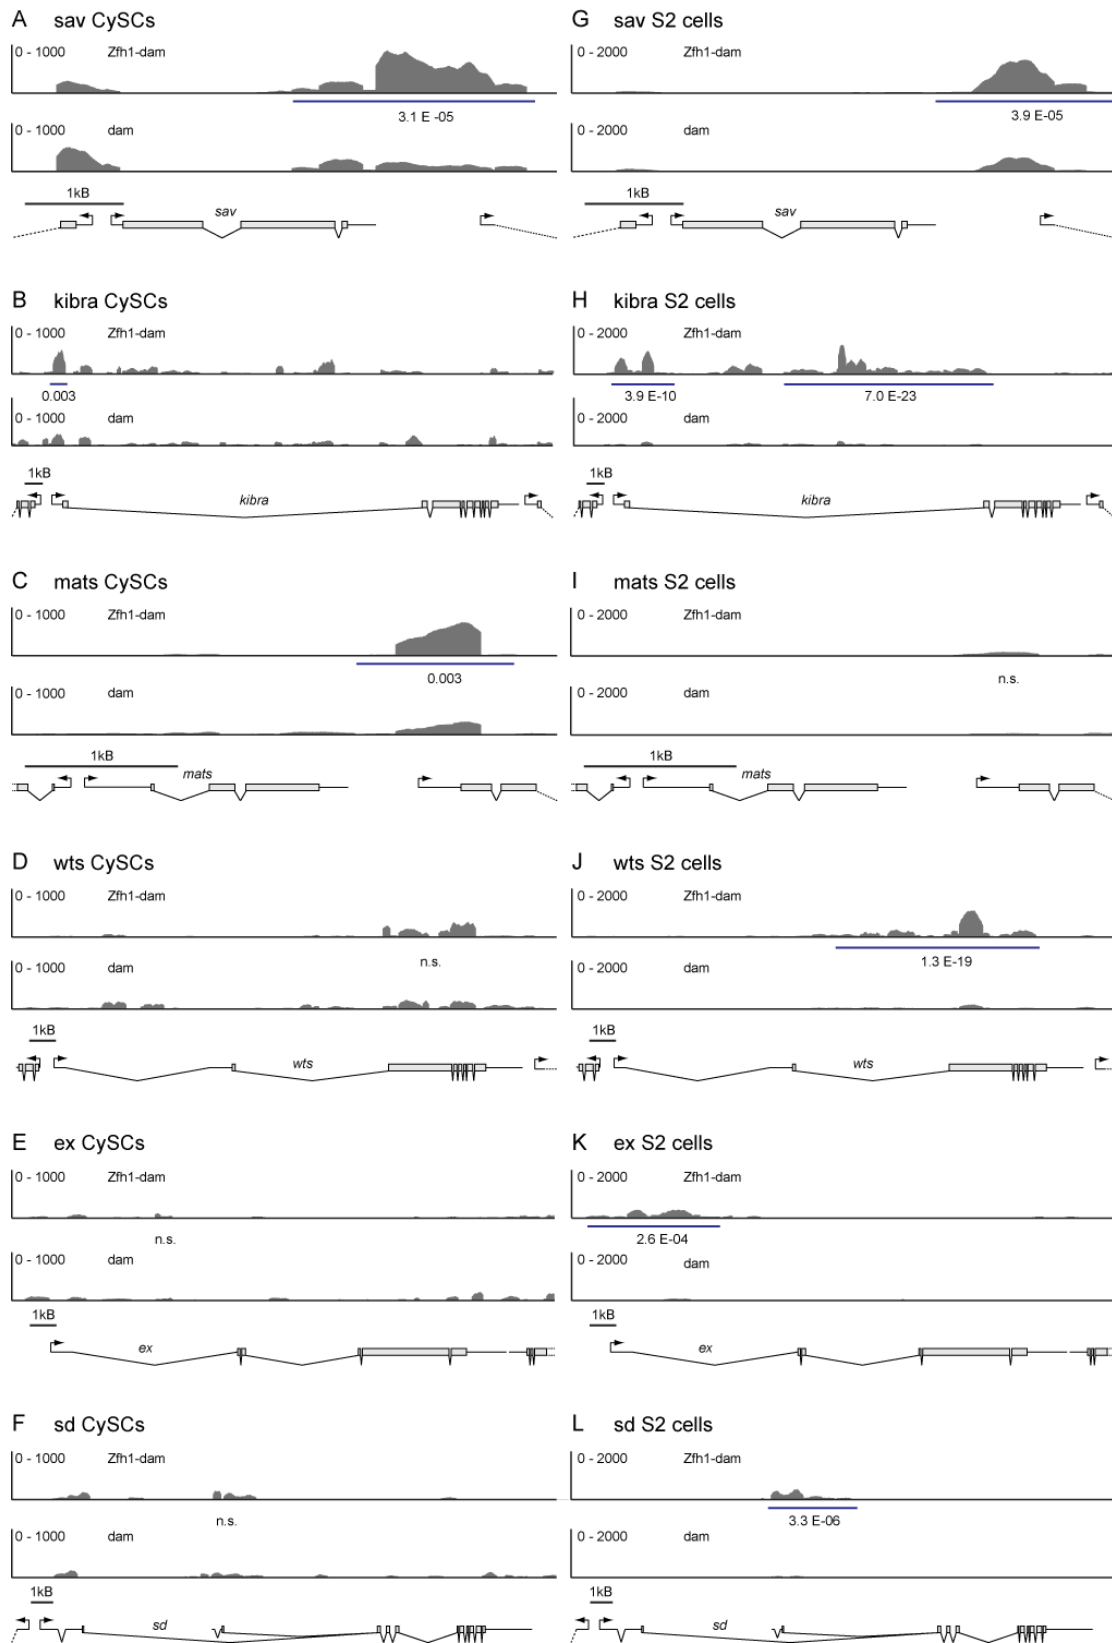 A sav CySCs
0 - 1000 Zfh1-dam
3.1 E -05
0 - 1000 dam
1kB
sav
G sav S2 cells
0 - 2000 Zfh1-dam
3.9 E-05
0 - 2000 dam
1kB
sav
B kibra CySCs
0 - 1000 Zfh1-dam
0.003
0 - 1000 dam
1kB
kibra
H kibra S2 cells
0 - 2000 Zfh1-dam
3.9 E-10 7.0 E-23
0 - 2000 dam
1kB
kibra
C mats CySCs
0 - 1000 Zfh1-dam
0.003
0 - 1000 dam
1kB
mats
I mats S2 cells
0 - 2000 Zfh1-dam
n.s.
0 - 2000 dam
1kB
mats
D wts CySCs
0 - 1000 Zfh1-dam
n.s.
0 - 1000 dam
1kB
wts
J wts S2 cells
0 - 2000 Zfh1-dam
1.3 E-19
0 - 2000 dam
1kB
wts
E ex CySCs
0 - 1000 Zfh1-dam
n.s.
0 - 1000 dam
1kB
ex
K ex S2 cells
0 - 2000 Zfh1-dam
2.6 E-04
0 - 2000 dam
1kB
ex
F sd CySCs
0 - 1000 Zfh1-dam
n.s.
0 - 1000 dam
1kB
sd
L sd S2 cells
0 - 2000 Zfh1-dam
3.3 E-06
0 - 2000 dam
1kB
sd